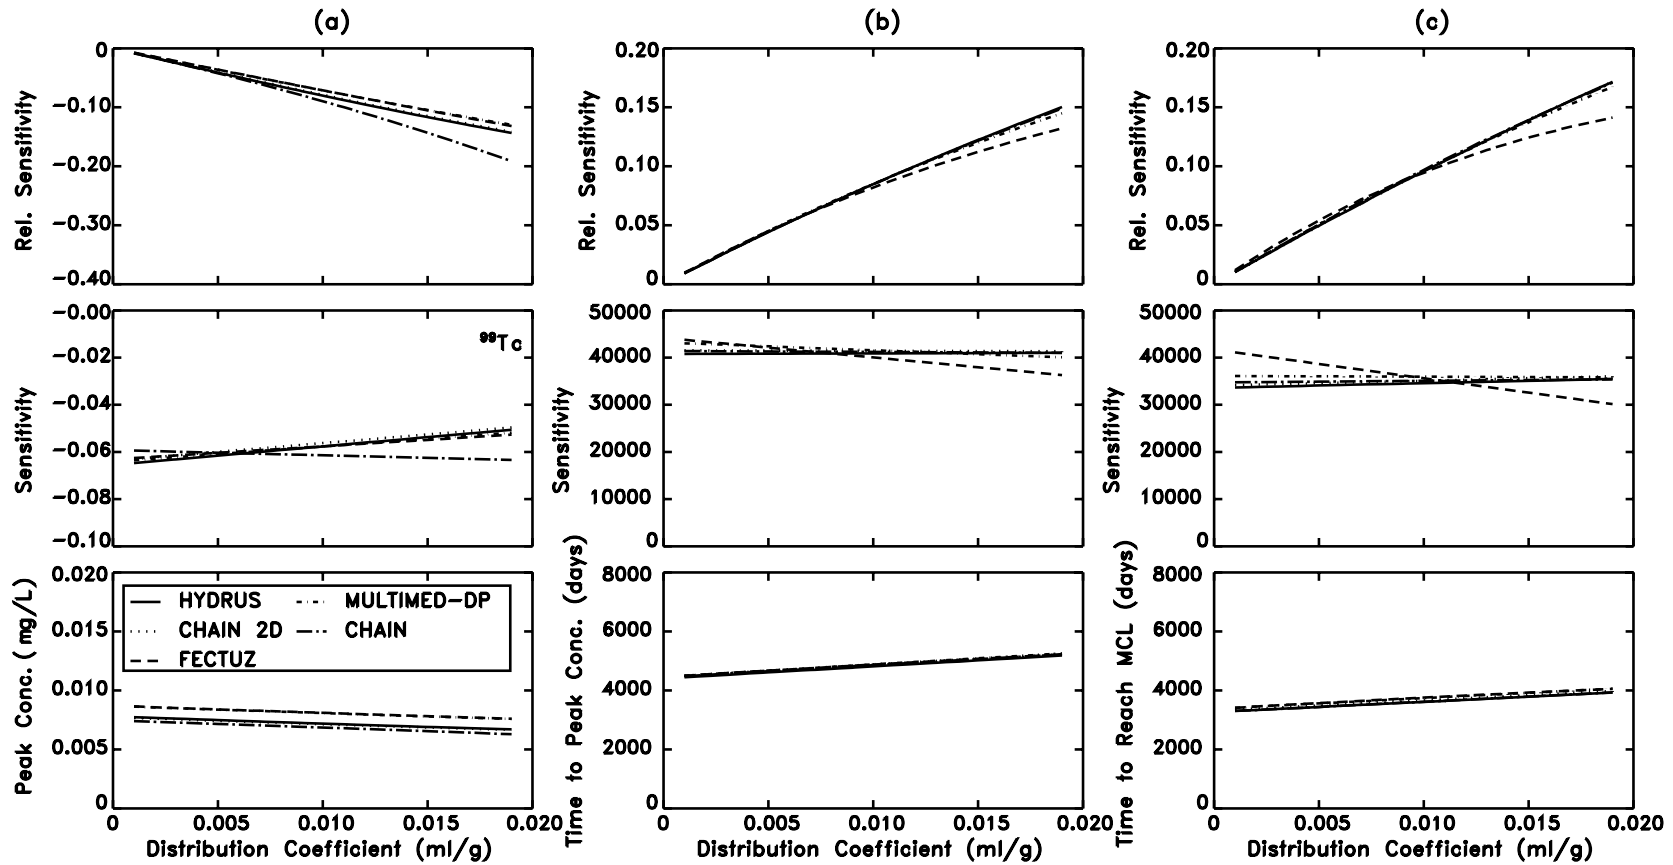 (a) (b) (c)
0 0.20 0.20
−0.10 0.15 0.15
−0.20 0.10 0.10
−0.30 0.05 0.05
−0.40 0 0
Rel. Sensitivity Rel. Sensitivity Rel. Sensitivity
−0.00 50000 50000
99Tc
−0.02 40000 40000
−0.04 30000 30000
−0.06 20000 20000
−0.08 10000 10000
−0.10 0 0
Sensitivity Sensitivity Sensitivity
0.020 8000 8000
HYDRUS MULTIMED−DP
CHAIN 2D CHAIN
FECTUZ
0.015 6000 6000
0.010 4000 4000
0.005 2000 2000
0 0 0
Peak Conc. (mg/L) Time to Peak Conc. (days) Time to Reach MCL (days)
0 0.005 0.010 0.015 0.020 0 0.005 0.010 0.015 0.020 0 0.005 0.010 0.015 0.020
Distribution Coefficient (ml/g) Distribution Coefficient (ml/g) Distribution Coefficient (ml/g)